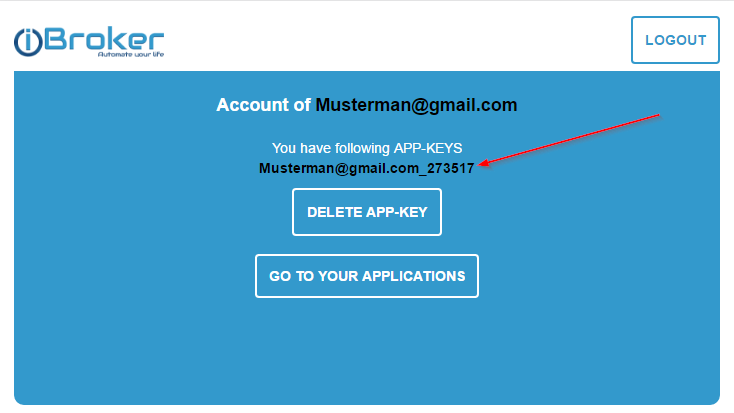 ioBroker
Automate your life
LOGOUT
Account of Musterman@gmail.com
You have following APP-KEYS
Musterman@gmail.com_273517
DELETE APP-KEY
GO TO YOUR APPLICATIONS